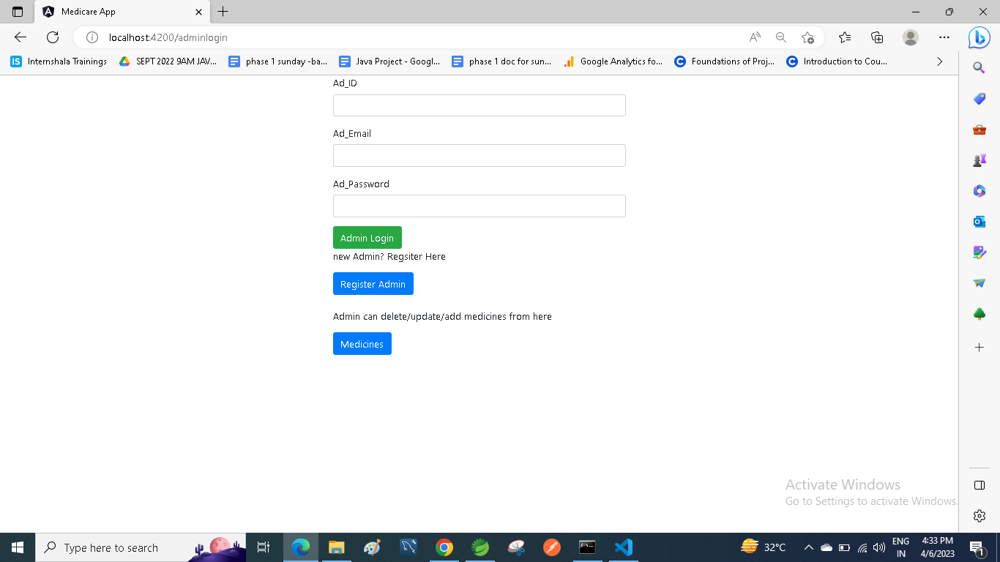 Medicare App
localhost:4200/adminlogin
A
IS Internshala Trainings
SEPT 2022 9AM JAV...
phase 1 sunday -ba...
Java Project - Googl...
phase 1 doc for sun...
Google Analytics fo...
C Foundations of Proj...
C Introduction to Cou...
Ad_ID
Ad_Email
Ad_Password
Admin Login
new Admin? Regsiter Here
Register Admin
Admin can delete/update/add medicines from here
Medicines
Activate Windows
Go to Settings to activate Windows.
Type here to search
32°C
ENG
IN
4:33 PM
4/6/2023
1